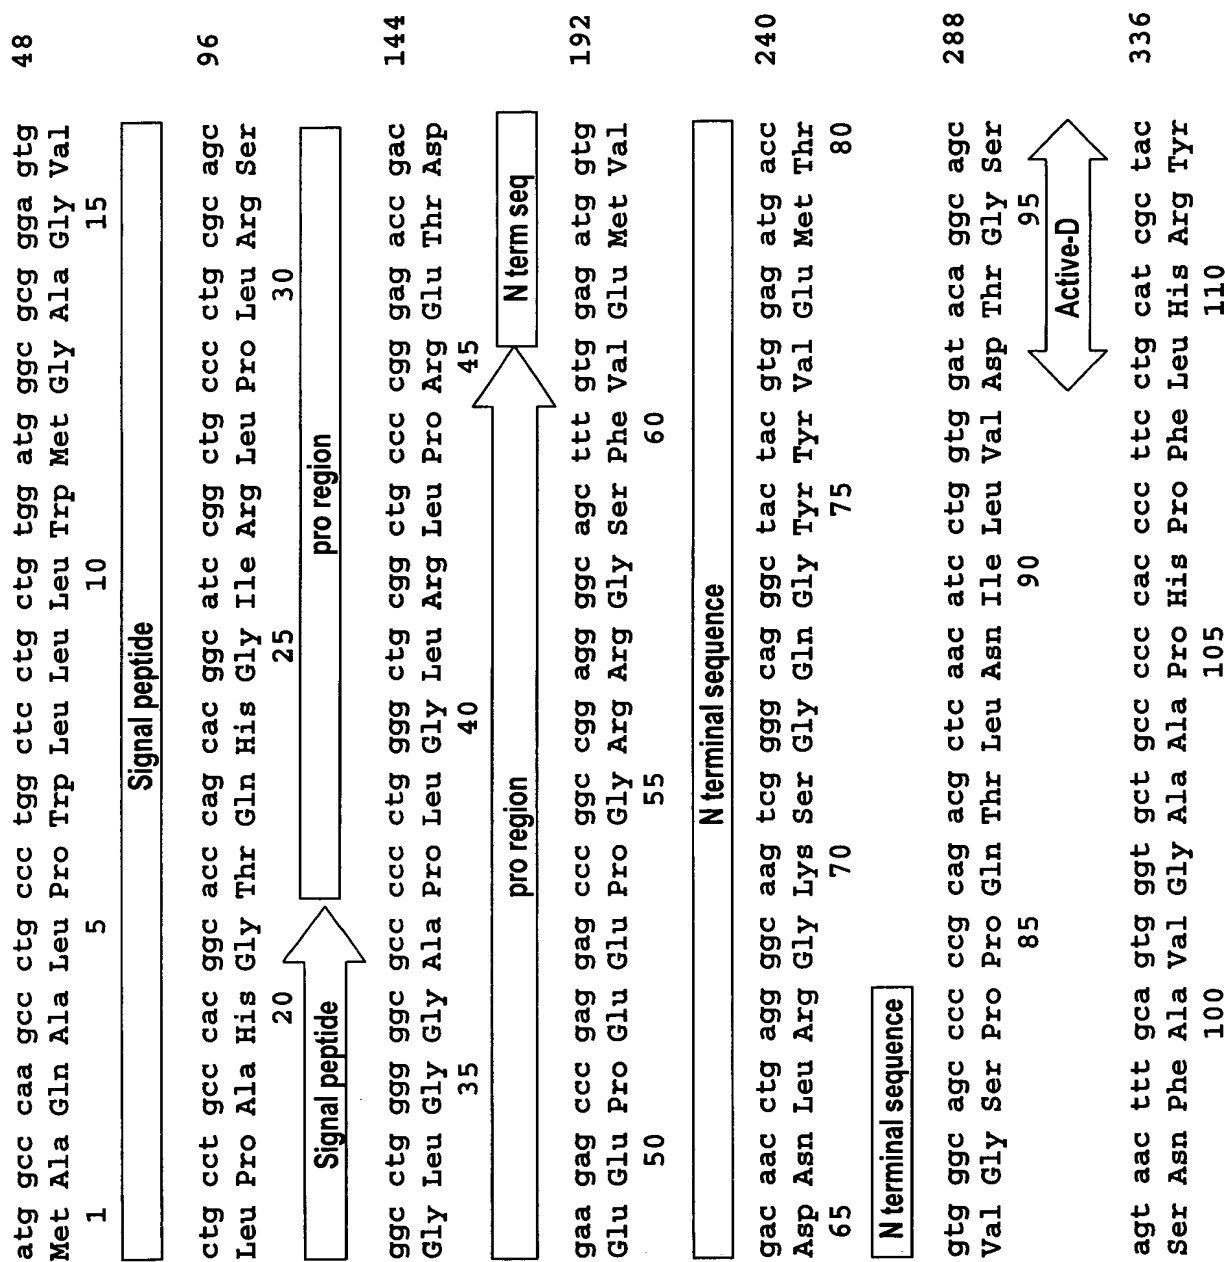 atg gcc caa gcc ctg ccc tgg ctc ctg ctg tgg atg ggc gcg gga gtg 48
Met Ala Gln Ala Leu Pro Trp Leu Leu Leu Trp Met Gly Ala Gly Val
1 5 10 15
Signal peptide
ctg cct gcc cac ggc acc cag cac ggc atc cgg ctg ccc ctg cgc agc 96
Leu Pro Ala His Gly Thr Gln His Gly Ile Arg Leu Pro Leu Arg Ser
20 25 30
Signal peptide pro region
ggc ctg ggg ggc gcc ccc ctg ggg ctg cgg ctg ccc cgg gag acc gac 144
Gly Leu Gly Gly Ala Pro Leu Gly Leu Arg Leu Pro Arg Glu Thr Asp
35 40 45
pro region N term seq
gaa gag ccc gag gag ccc ggc cgg agg ggc agc ttt gtg gag atg gtg 192
Glu Glu Pro Glu Glu Pro Gly Arg Arg Gly Ser Phe Val Glu Met Val
50 55 60
N terminal sequence
gac aac ctg agg ggc aag tcg ggg cag ggc tac tac gtg gag atg acc 240
Asp Asn Leu Arg Gly Lys Ser Gly Gln Gly Tyr Tyr Val Glu Met Thr
65 70 75 80
N terminal sequence
gtg ggc agc ccc ccg cag acg ctc aac atc ctg gtg gat aca ggc agc 288
Val Gly Ser Pro Pro Gln Thr Leu Asn Ile Leu Val Asp Thr Gly Ser
85 90 95
Active-D
agt aac ttt gca gtg ggt gct gcc ccc cac ccc ttc ctg cat cgc tac 336
Ser Asn Phe Ala Val Gly Ala Ala Pro His Pro Phe Leu His Arg Tyr
100 105 110